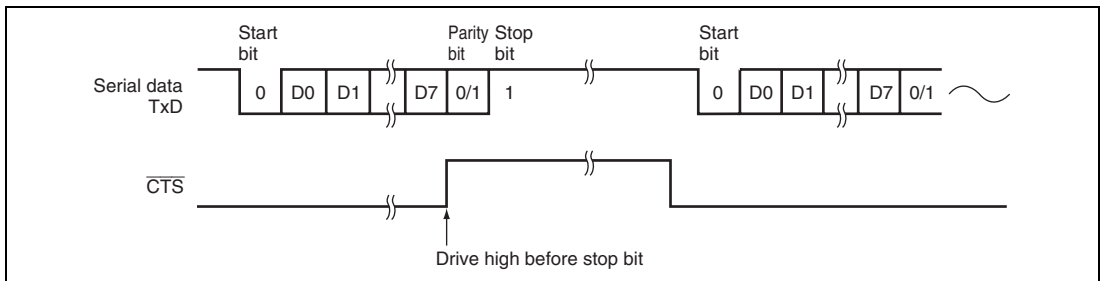 Start bit
Parity bit
Stop bit
Start bit
Serial data TxD
0 D0 D1 D7 0/1 1 0 D0 D1 D7 0/1
CTS
Drive high before stop bit